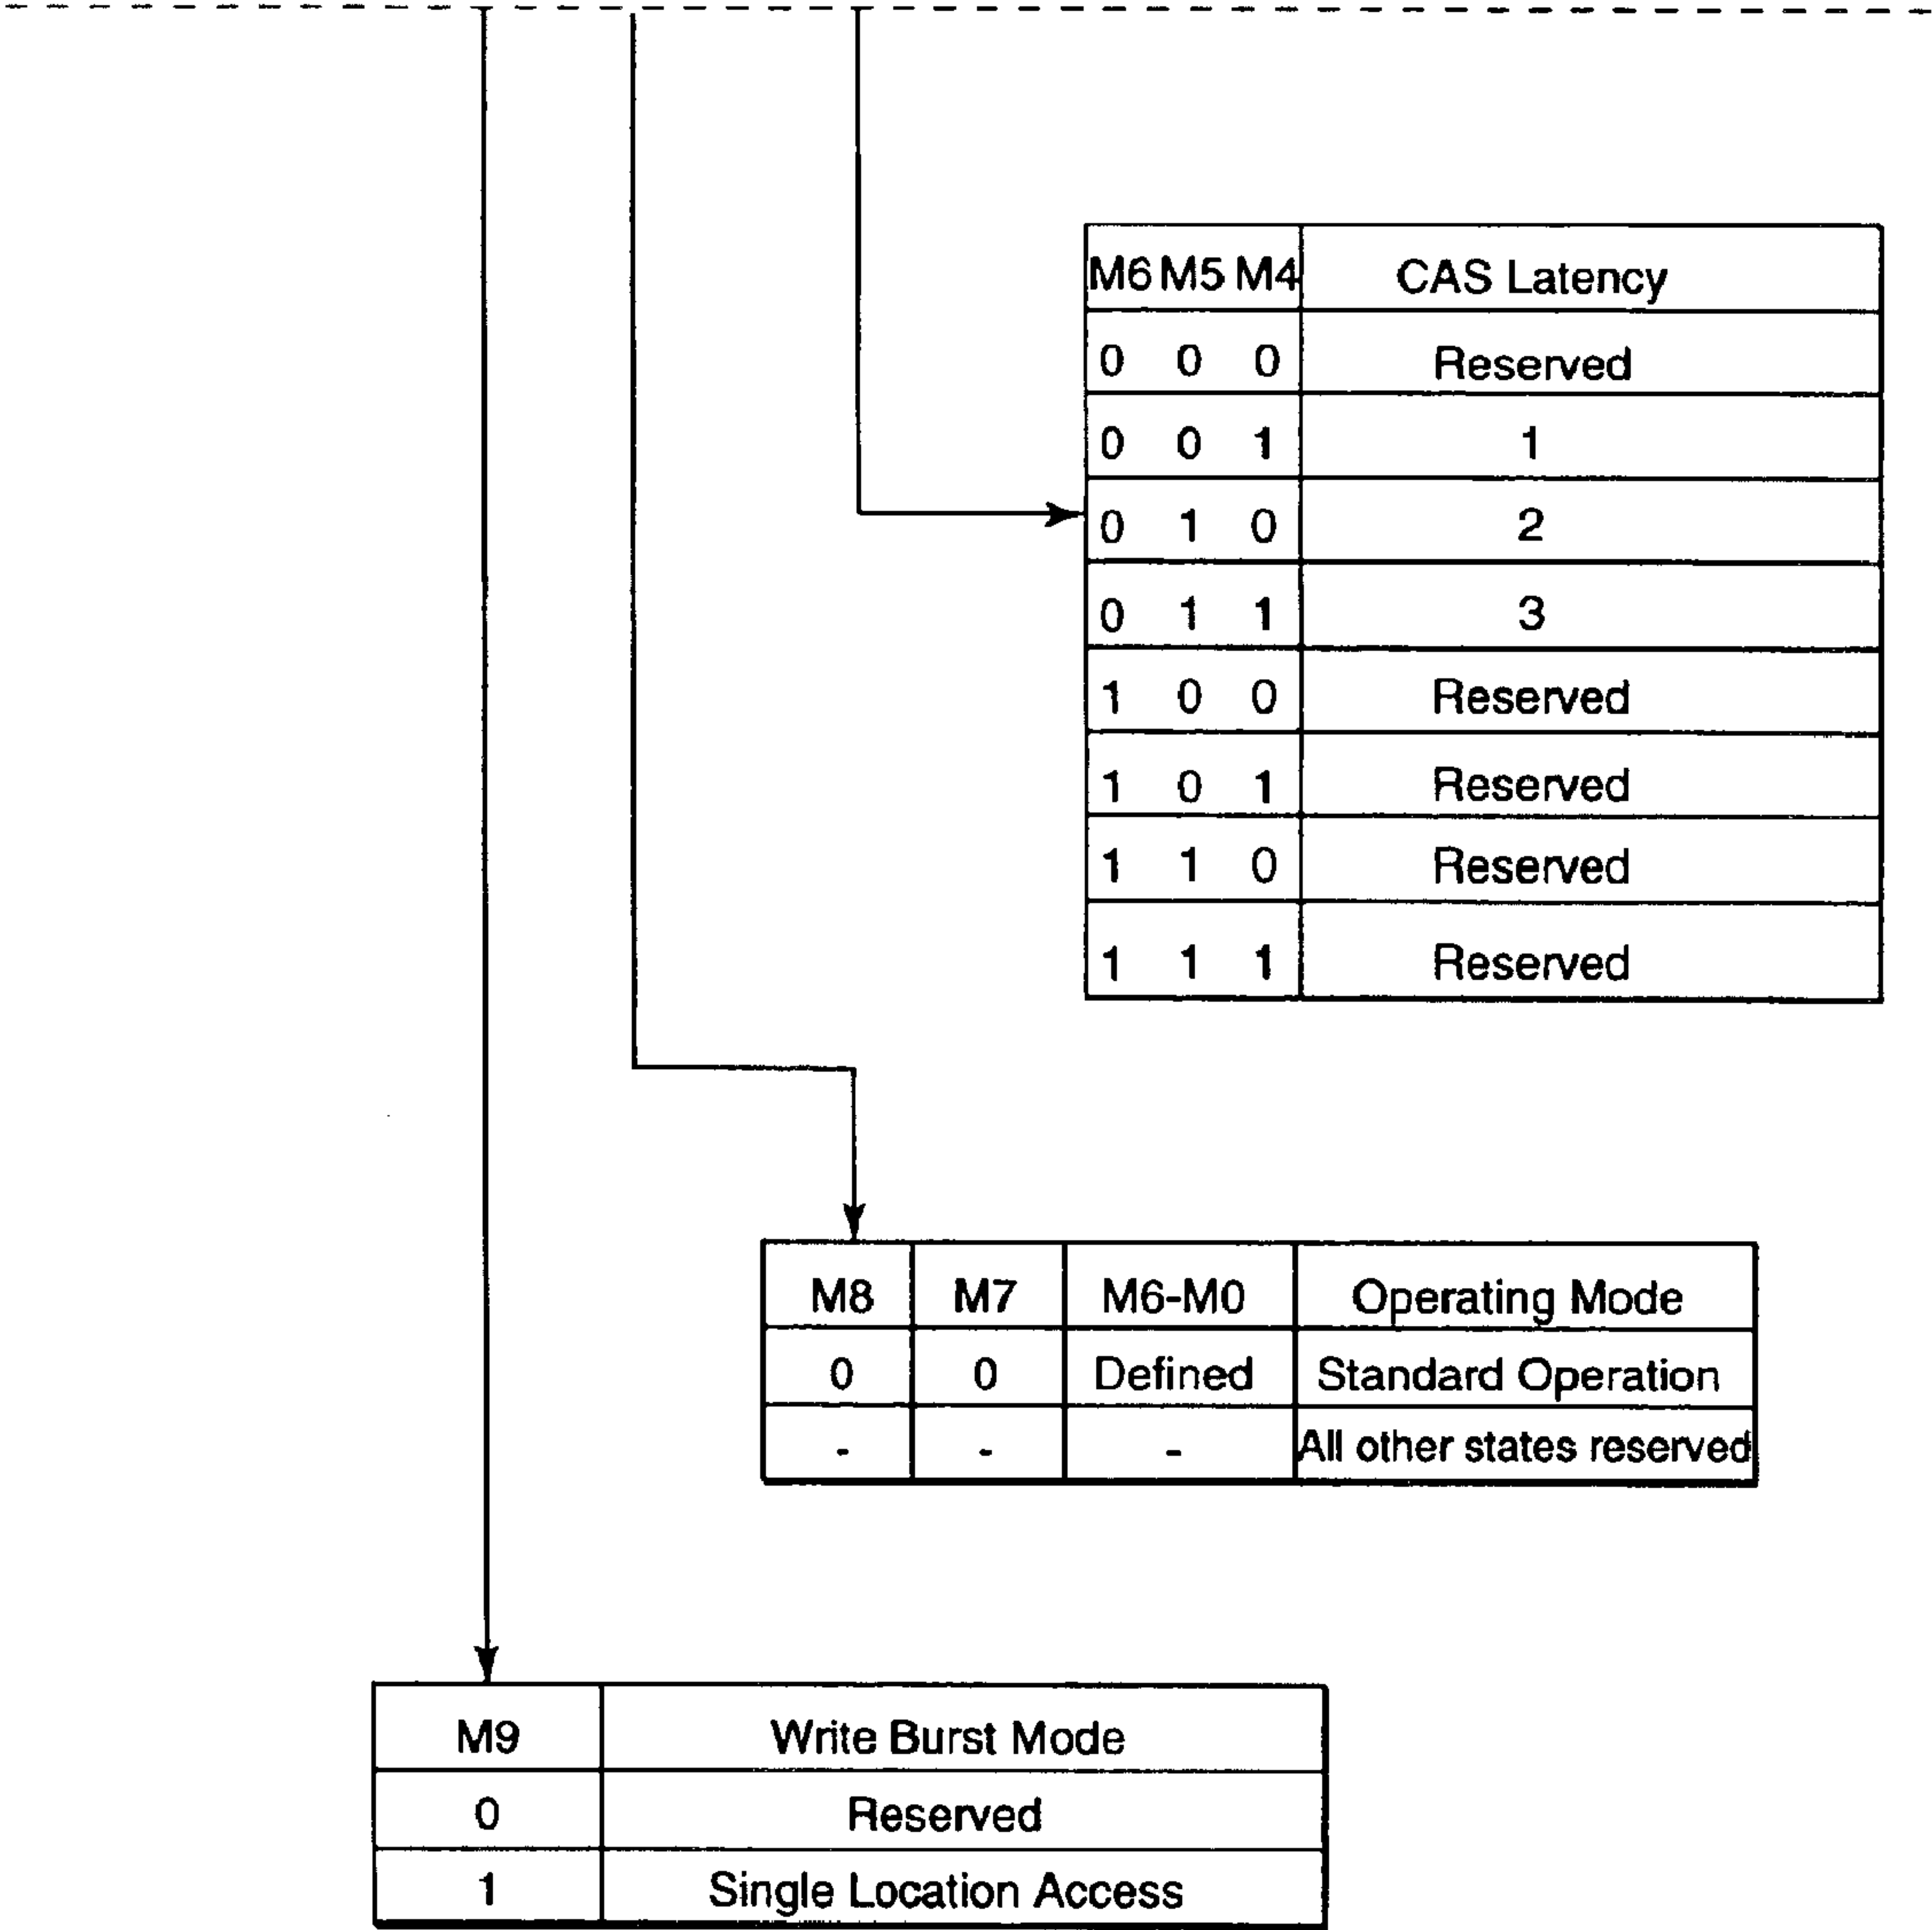 M6 M5 M4 CAS Latency
0 0 0 Reserved
0 0 1 1
0 1 0 2
0 1 1 3
1 0 0 Reserved
1 0 1 Reserved
1 1 0 Reserved
1 1 1 Reserved
M8 M7 M6-M0 Operating Mode
0 0 Defined Standard Operation
- - - All other states reserved
M9 Write Burst Mode
0 Reserved
1 Single Location Access